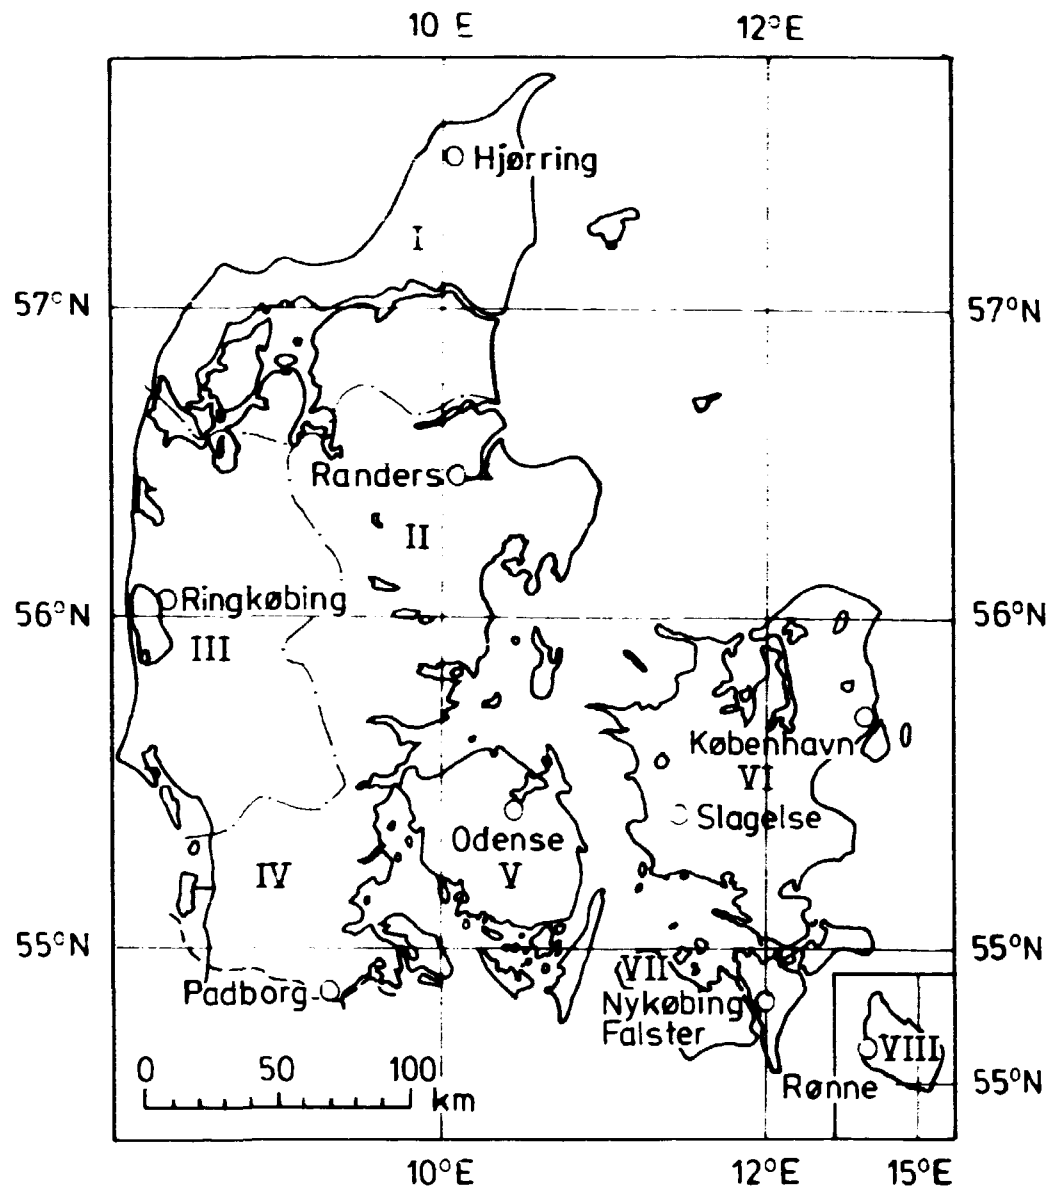 10 E 12°E
Hjørring
I
57°N 57°N
Randers
II
Ringkøbing
56°N 56°N
III
København
VI
Slagelse
Odense
IV V
55°N 55°N
VII
Padborg
Nykøbing
Falster
VIII
0 50 100
km
Rønne 55°N
10°E 12°E 15°E